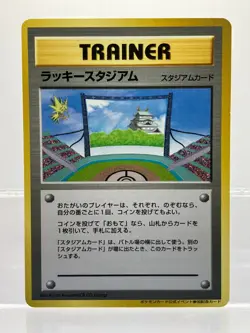 TRAINER
ラッキースタジアム
スタジアムカード
おたがいのプレイヤーは、それぞれ、のぞむなら、
自分の番ごとに1回、コインを投げてもよい。
コインを投げて「おもて」なら、山札からカードを
1枚引いて、手札に加える。
「スタジアムカード」は、バトル場の横に出して使う。別の
「スタジアムカード」が場に出たとき、このカードをトラッシュ
する。